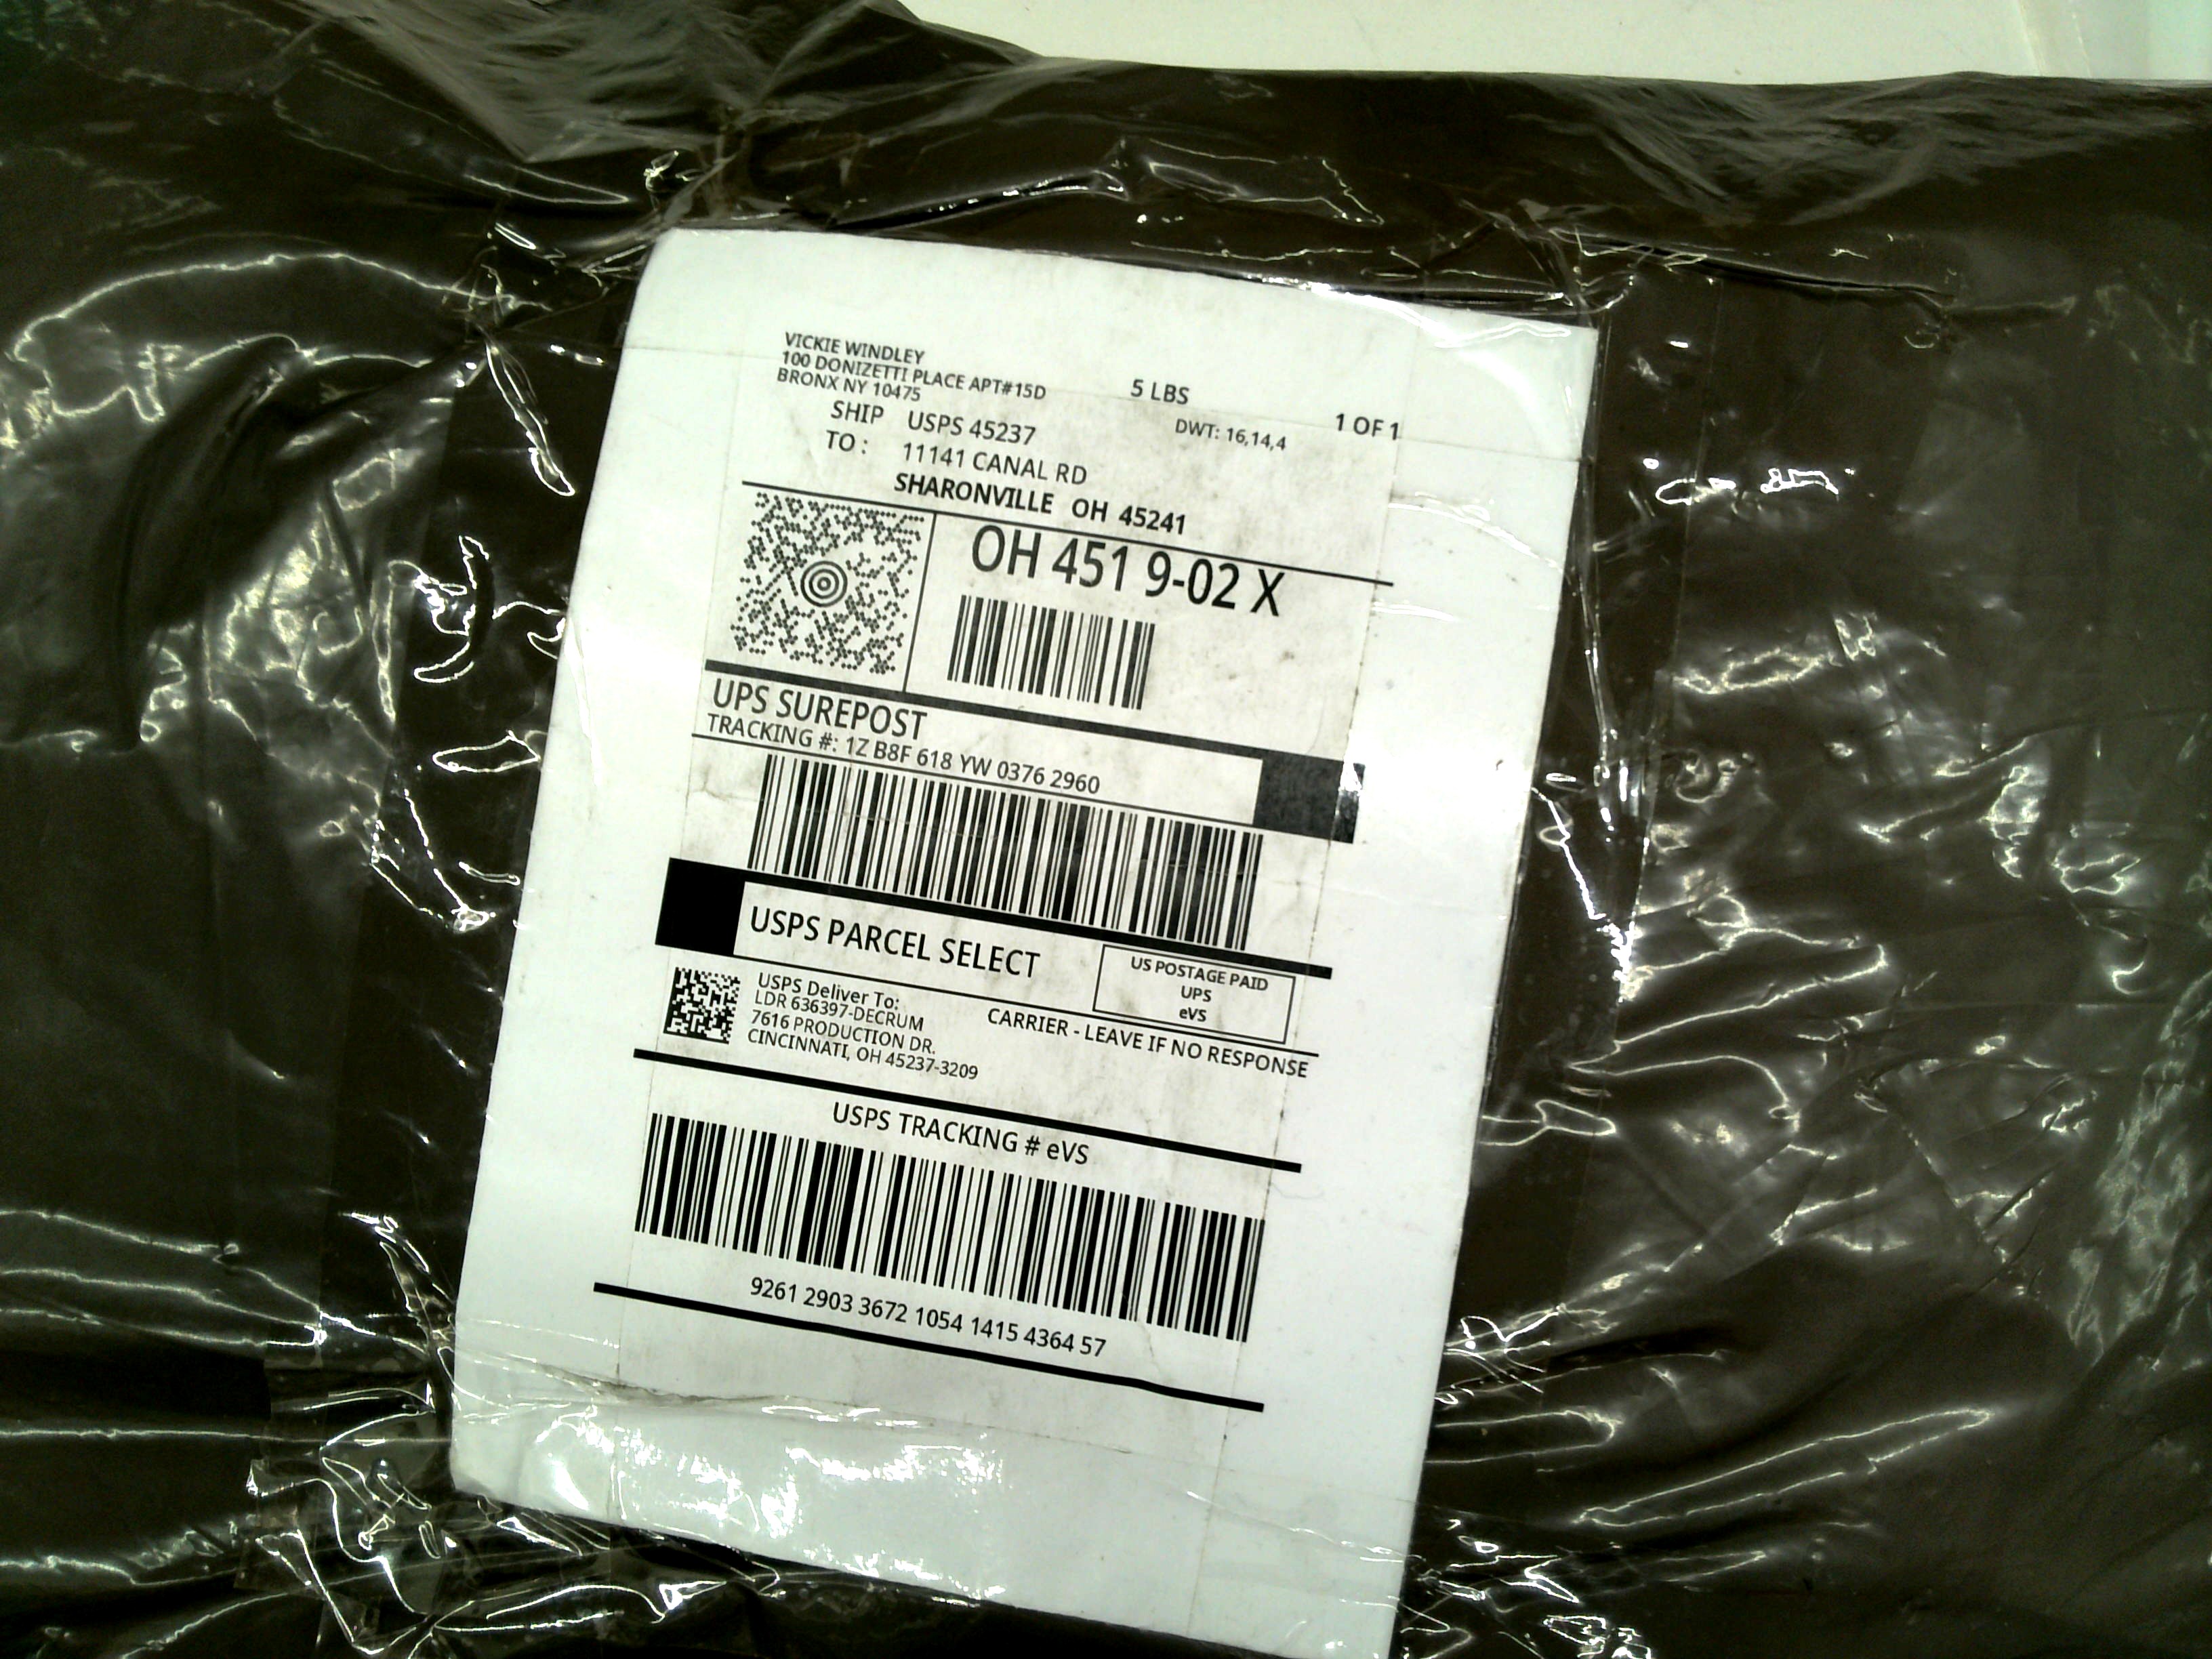 VICKIE WINDLEY
100 DONIZETTI PLACE APT#15D
BRONX NY 10475
5 LBS
1 OF 1
DWT: 16,14,4
SHIP TO :
USPS 45237
11141 CANAL RD
SHARONVILLE OH 45241
OH 451 9-02 X
UPS SUREPOST
TRACKING #: 1Z B8F 618 YW 0376 2960
USPS PARCEL SELECT
US POSTAGE PAID
UPS
eVS
USPS Deliver To:
LDR 636397-DECRUM
7616 PRODUCTION DR.
CINCINNATI, OH 45237-3209
CARRIER - LEAVE IF NO RESPONSE
USPS TRACKING # eVS
9261 2903 3672 1054 1415 4364 57